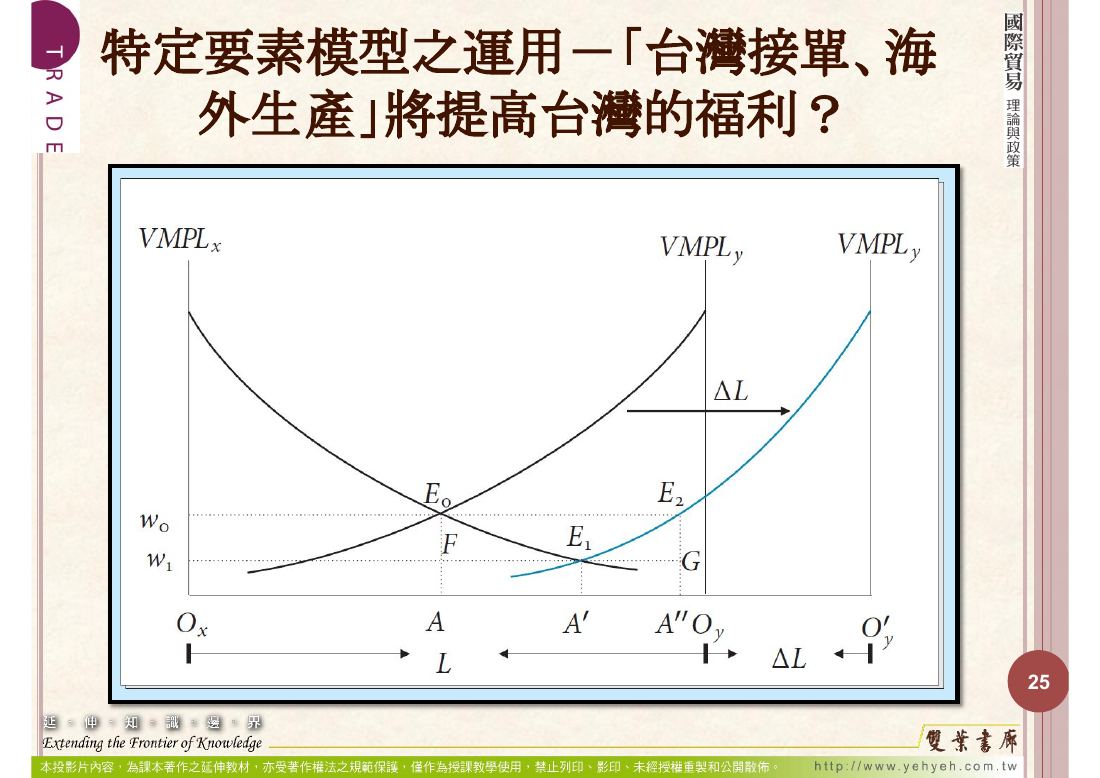 特定要素模型之運用－「台灣接單、海
外生產」將提高台灣的福利？
TRADE
國際貿易 理論與政策
VMPLx
VMPLy
VMPLy
ΔL
E0
E2
w0
E1
F
w1
G
Ox
A
A′
A″
Oy
O′y
L
ΔL
25
延・伸・知・識・邊・界
Extending the Frontier of Knowledge
雙葉書廊
本投影片內容，為課本著作之延伸教材，亦受著作權法之規範保護，僅作為授課教學使用，禁止列印、影印、未經授權重製和公開散佈。
http://www.yehyeh.com.tw